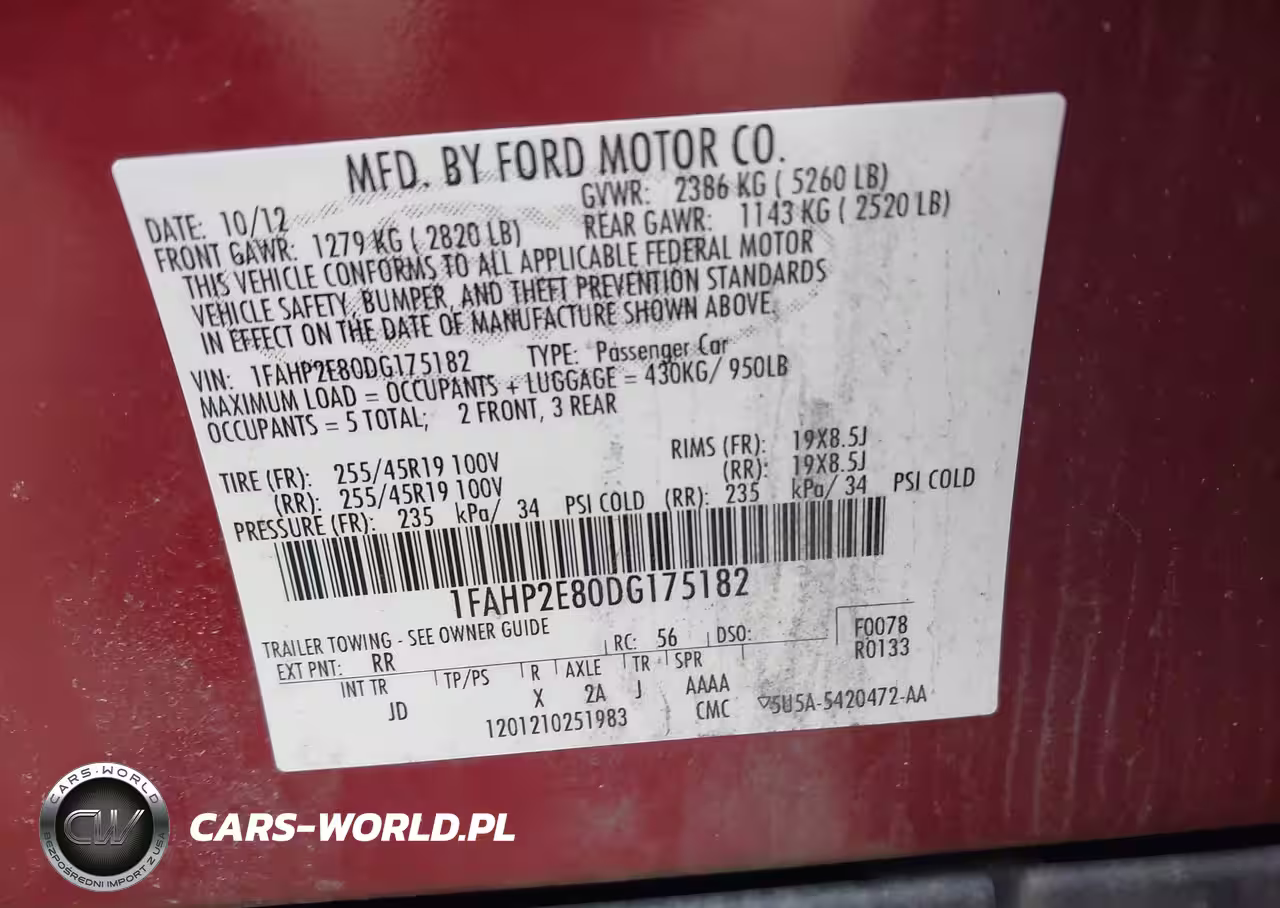 MFD. BY FORD MOTOR CO.
DATE: 10/12 GVWR: 2386 KG ( 5260 LB)
FRONT GAWR: 1279 KG ( 2820 LB) REAR GAWR: 1143 KG ( 2520 LB)
THIS VEHICLE CONFORMS TO ALL APPLICABLE FEDERAL MOTOR
VEHICLE SAFETY, BUMPER, AND THEFT PREVENTION STANDARDS
IN EFFECT ON THE DATE OF MANUFACTURE SHOWN ABOVE.
VIN: 1FAHP2E80DG175182 TYPE: Passenger Car
MAXIMUM LOAD = OCCUPANTS + LUGGAGE = 430KG/ 950LB
OCCUPANTS = 5 TOTAL; 2 FRONT, 3 REAR
TIRE (FR): 255/45R19 100V RIMS (FR): 19X8.5J
(RR): 255/45R19 100V (RR): 19X8.5J
PRESSURE (FR): 235 kPa/ 34 PSI COLD (RR): 235 kPa/ 34 PSI COLD
1FAHP2E80DG175182
TRAILER TOWING - SEE OWNER GUIDE
EXT PNT: RR RC: 56 DSO: F0078
R0133
INT TR TP/PS R AXLE TR SPR
JD X 2A J AAAA
1201210251983 CMC 5U5A-5420472-AA
CARS-WORLD
CW
BEZPOŚREDNI IMPORT Z USA
CARS-WORLD.PL